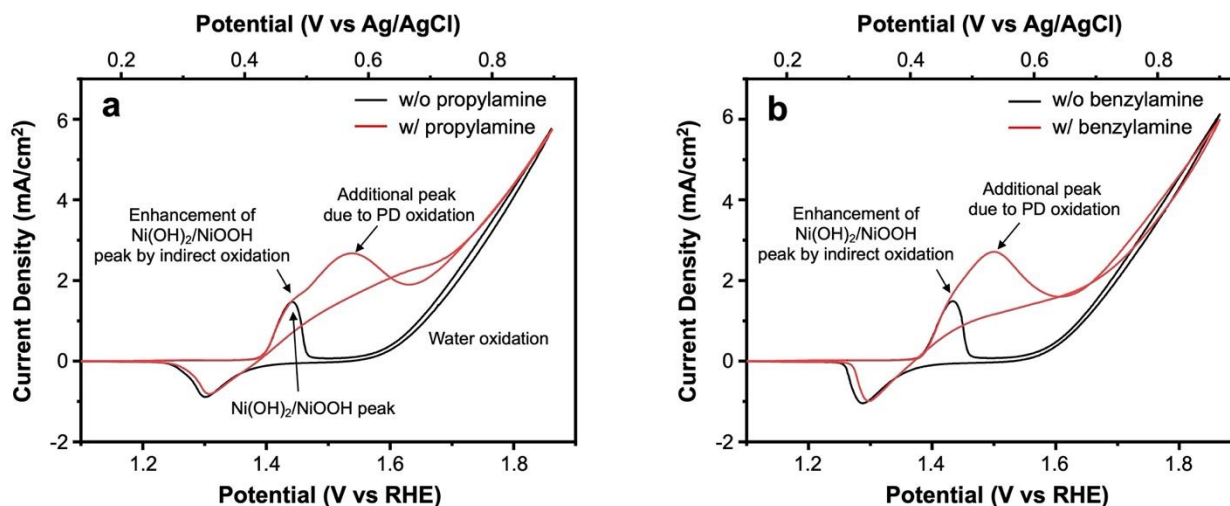 Potential (V vs Ag/AgCl)
0.2 0.4 0.6 0.8
a
w/o propylamine
w/ propylamine
Additional peak
due to PD oxidation
Enhancement of
Ni(OH)₂/NiOOH
peak by indirect oxidation
Water oxidation
Ni(OH)₂/NiOOH peak
Current Density (mA/cm²)
6
4
2
0
-2
1.2 1.4 1.6 1.8
Potential (V vs RHE)
Potential (V vs Ag/AgCl)
0.2 0.4 0.6 0.8
b
w/o benzylamine
w/ benzylamine
Additional peak
due to PD oxidation
Enhancement of
Ni(OH)₂/NiOOH
peak by indirect oxidation
Current Density (mA/cm²)
6
4
2
0
-2
1.2 1.4 1.6 1.8
Potential (V vs RHE)